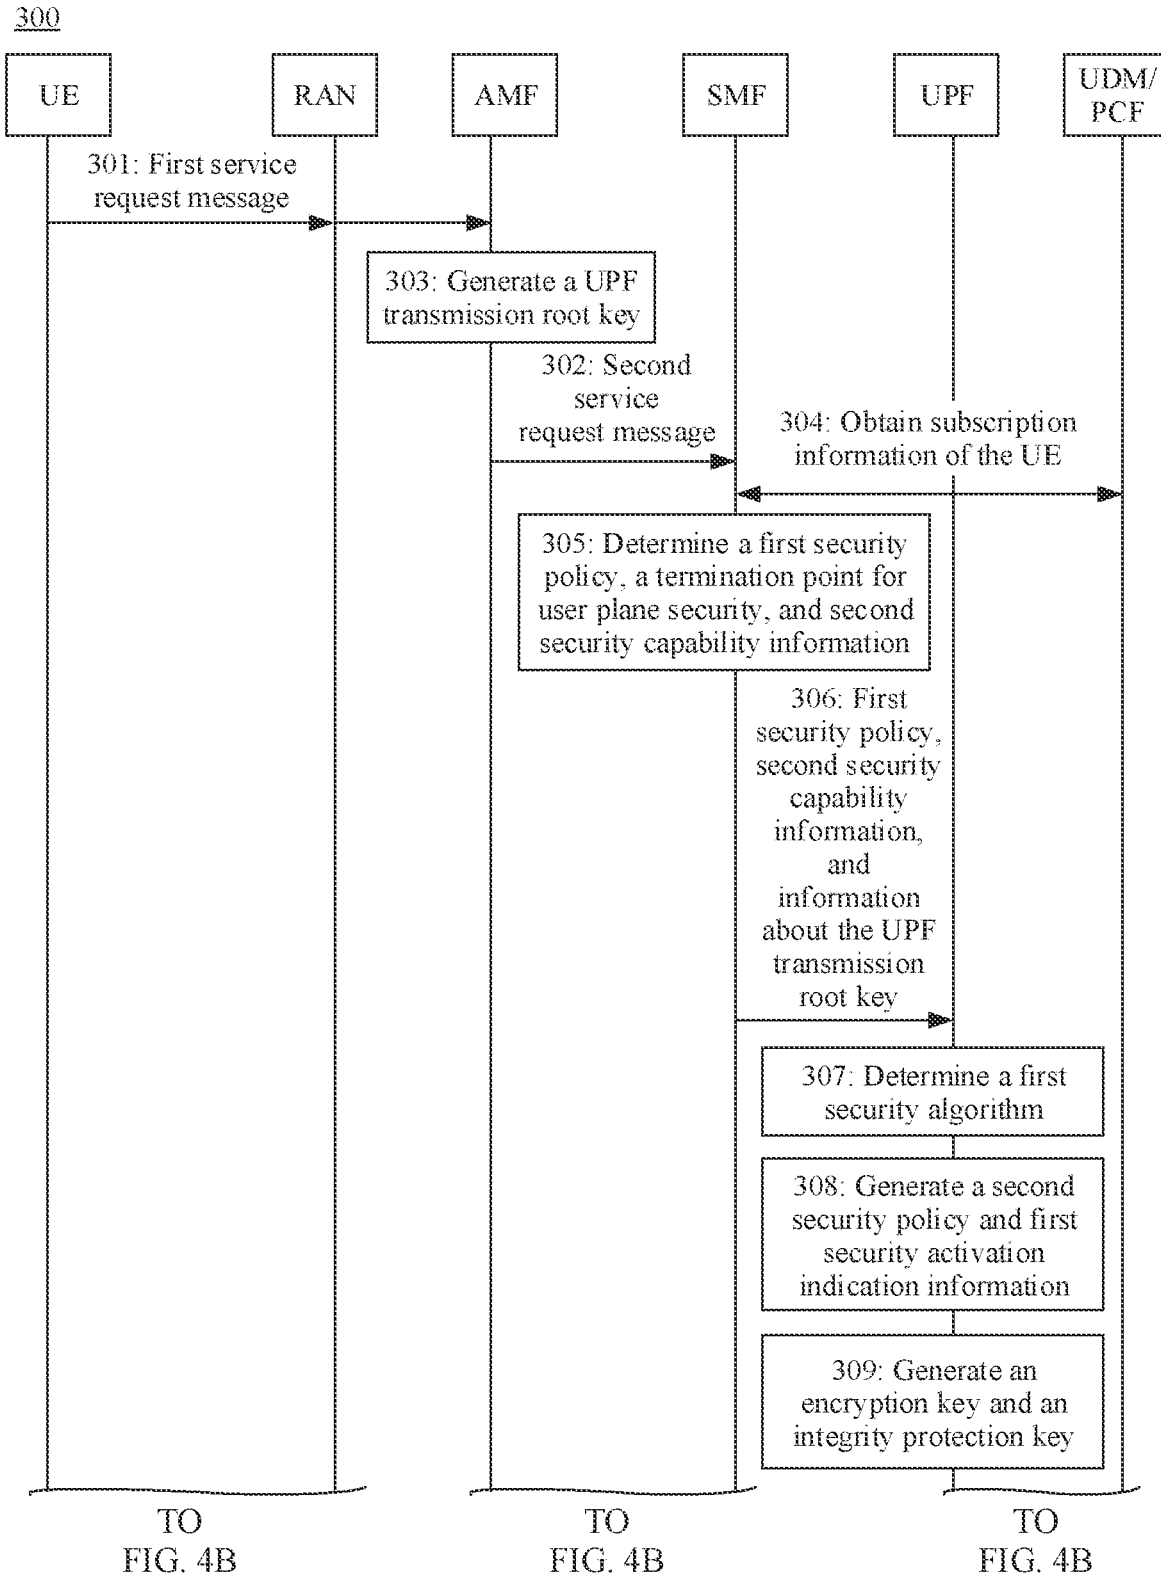 300
UE
RAN
AMF
SMF
UPF
UDM/
PCF
301: First service
request message
303: Generate a UPF
transmission root key
302: Second
service
request message
304: Obtain subscription
information of the UE
305: Determine a first security
policy, a termination point for
user plane security, and second
security capability information
306: First
security policy,
second security
capability
information,
and
information
about the UPF
transmission
root key
307: Determine a first
security algorithm
308: Generate a second
security policy and first
security activation
indication information
309: Generate an
encryption key and an
integrity protection key
TO
FIG. 4B
TO
FIG. 4B
TO
FIG. 4B